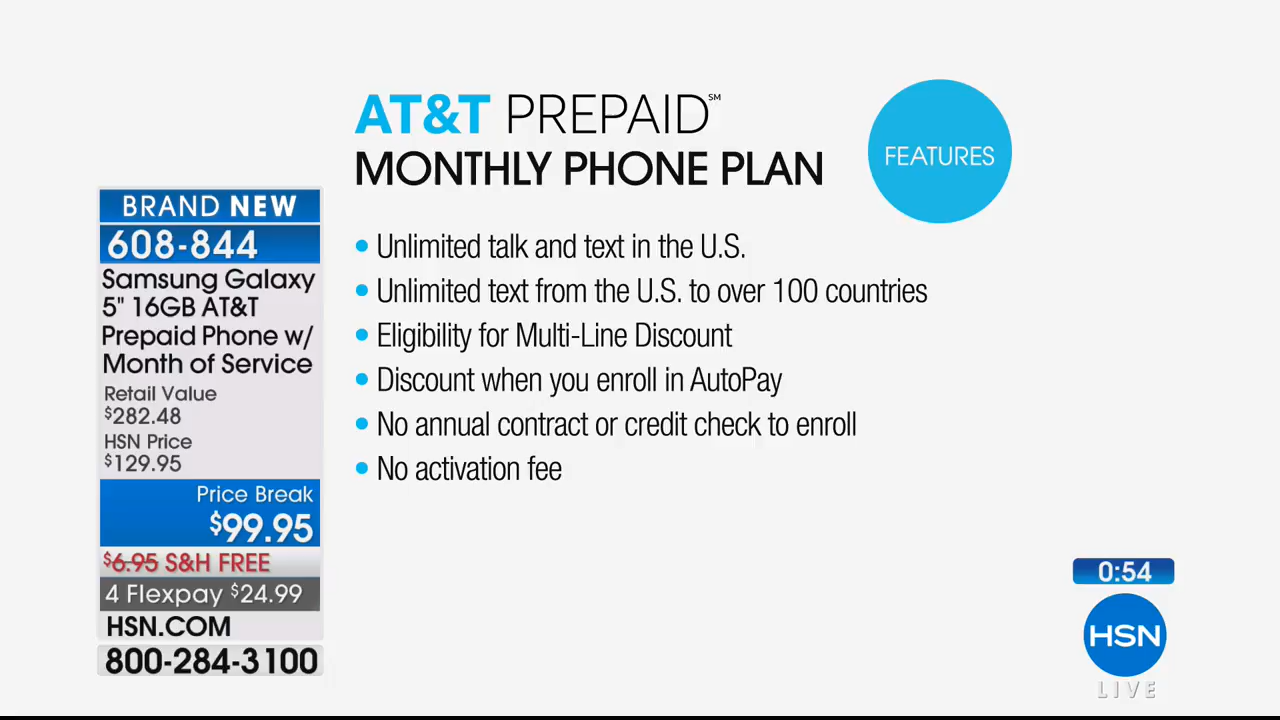 AT&T PREPAID℠
MONTHLY PHONE PLAN
FEATURES
• Unlimited talk and text in the U.S.
• Unlimited text from the U.S. to over 100 countries
• Eligibility for Multi-Line Discount
• Discount when you enroll in AutoPay
• No annual contract or credit check to enroll
• No activation fee
BRAND NEW
608-844
Samsung Galaxy
5" 16GB AT&T
Prepaid Phone w/
Month of Service
Retail Value
$282.48
HSN Price
$129.95
Price Break
$99.95
$6.95 S&H FREE
4 Flexpay $24.99
HSN.COM
800-284-3100
0:54
HSN
LIVE